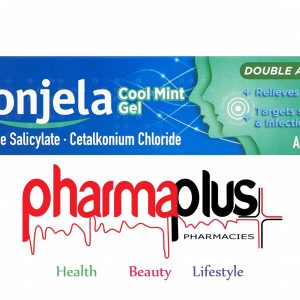 onjela Cool Mint
Gel
e Salicylate · Cetalkonium Chloride
DOUBLE A
Relieves
Targets s
& Infectio
A
pharmaplus
PHARMACIES
Health Beauty Lifestyle